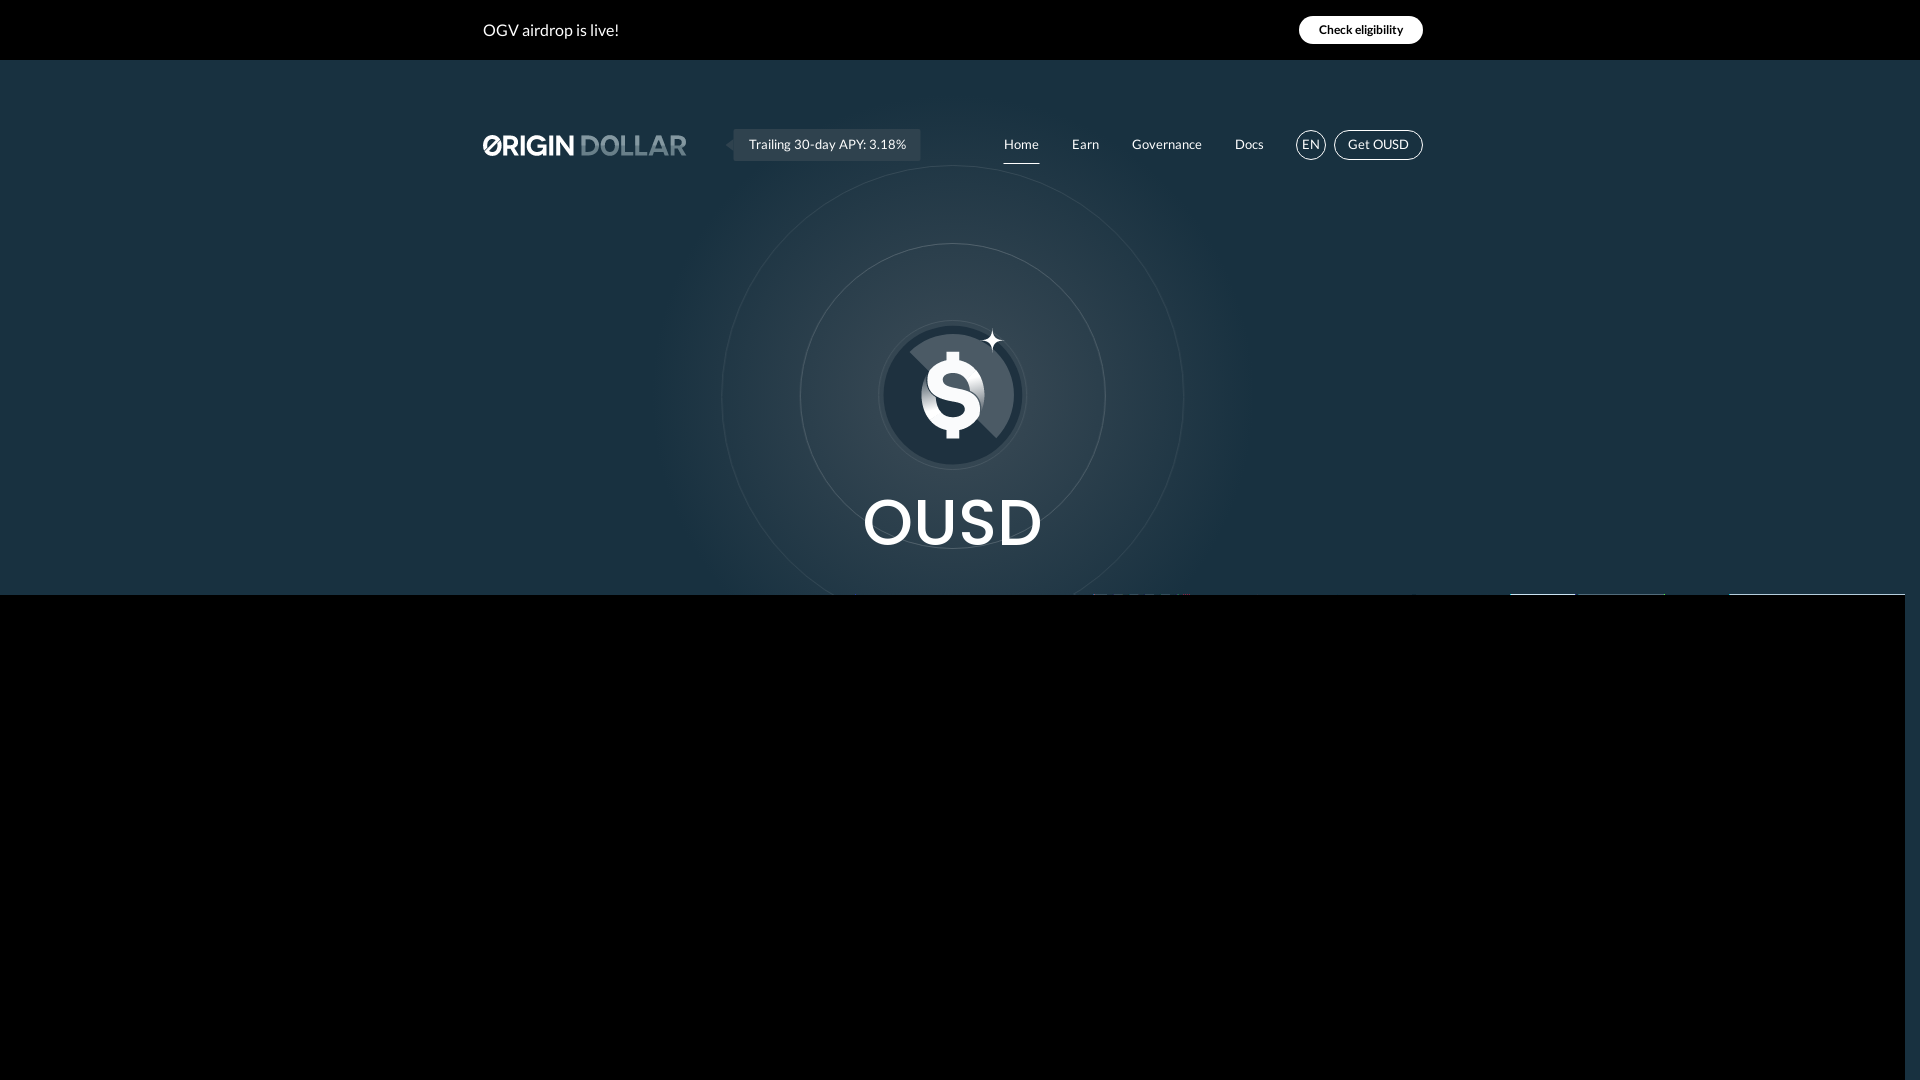 OGV airdrop is live!
Check eligibility
ORIGIN DOLLAR
Trailing 30-day APY: 3.18%
Home
Earn
Governance
Docs
EN
Get OUSD
$
OUSD